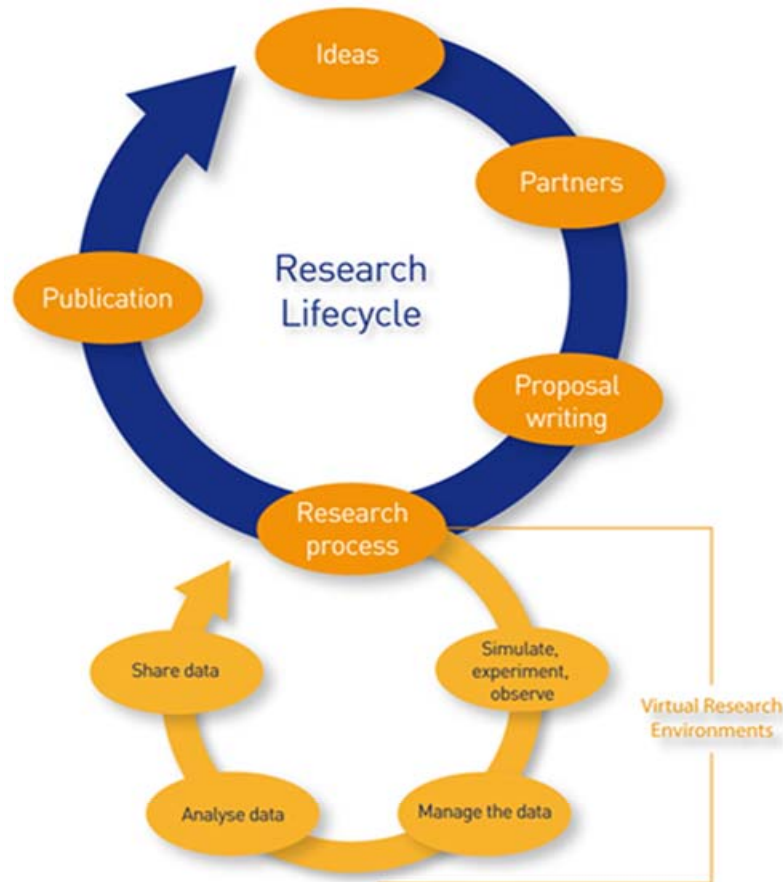 Ideas
Partners
Research
Lifecycle
Publication
Proposal
writing
Research
process
Simulate,
experiment,
observe
Share data
Virtual Research
Environments
Manage the data
Analyse data